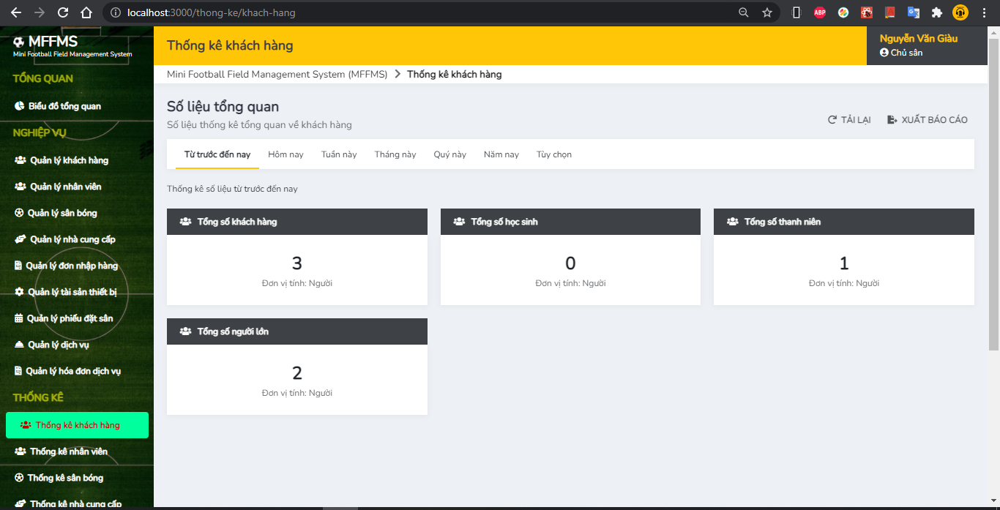 localhost:3000/thong-ke/khach-hang
ABP
MFFMS
Mini Football Field Management System
TỔNG QUAN
Biểu đồ tổng quan
NGHIỆP VỤ
Quản lý khách hàng
Quản lý nhân viên
Quản lý sân bóng
Quản lý nhà cung cấp
Quản lý đơn nhập hàng
Quản lý tài sản thiết bị
Quản lý phiếu đặt sân
Quản lý dịch vụ
Quản lý hóa đơn dịch vụ
THỐNG KÊ
Thống kê khách hàng
Thống kê nhân viên
Thống kê sân bóng
Thống kê nhà cung cấp
Thống kê khách hàng
Nguyễn Văn Giàu
Chủ sân
Mini Football Field Management System (MFFMS) > Thống kê khách hàng
Số liệu tổng quan
Số liệu thống kê tổng quan về khách hàng
TẢI LẠI XUẤT BÁO CÁO
Từ trước đến nay Hôm nay Tuần này Tháng này Quý này Năm nay Tùy chọn
Thống kê số liệu từ trước đến nay
Tổng số khách hàng
3
Đơn vị tính: Người
Tổng số học sinh
0
Đơn vị tính: Người
Tổng số thanh niên
1
Đơn vị tính: Người
Tổng số người lớn
2
Đơn vị tính: Người